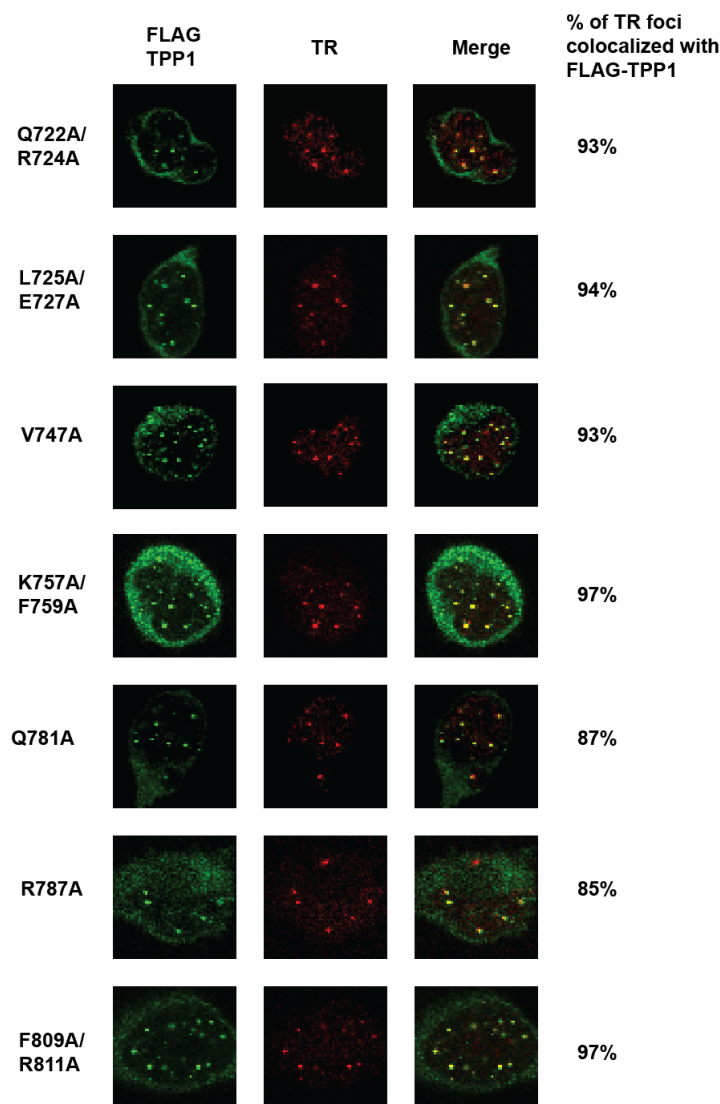 FLAG
TPP1
TR
Merge
% of TR foci
colocalized with
FLAG-TPP1
Q722A/
R724A
93%
L725A/
E727A
94%
V747A
93%
K757A/
F759A
97%
Q781A
87%
R787A
85%
F809A/
R811A
97%